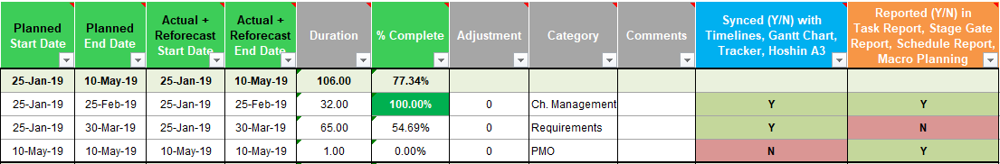 Planned Start Date
Planned End Date
Actual + Reforecast Start Date
Actual + Reforecast End Date
Duration
% Complete
Adjustment
Category
Comments
Synced (Y/N) with Timelines, Gantt Chart, Tracker, Hoshin A3
Reported (Y/N) in Task Report, Stage Gate Report, Schedule Report, Macro Planning
25-Jan-19 10-May-19 25-Jan-19 10-May-19 106.00 77.34%
25-Jan-19 25-Feb-19 25-Jan-19 25-Feb-19 32.00 100.00% 0 Ch. Management Y Y
25-Jan-19 30-Mar-19 25-Jan-19 30-Mar-19 65.00 54.69% 0 Requirements Y N
10-May-19 10-May-19 10-May-19 10-May-19 1.00 0.00% 0 PMO N Y